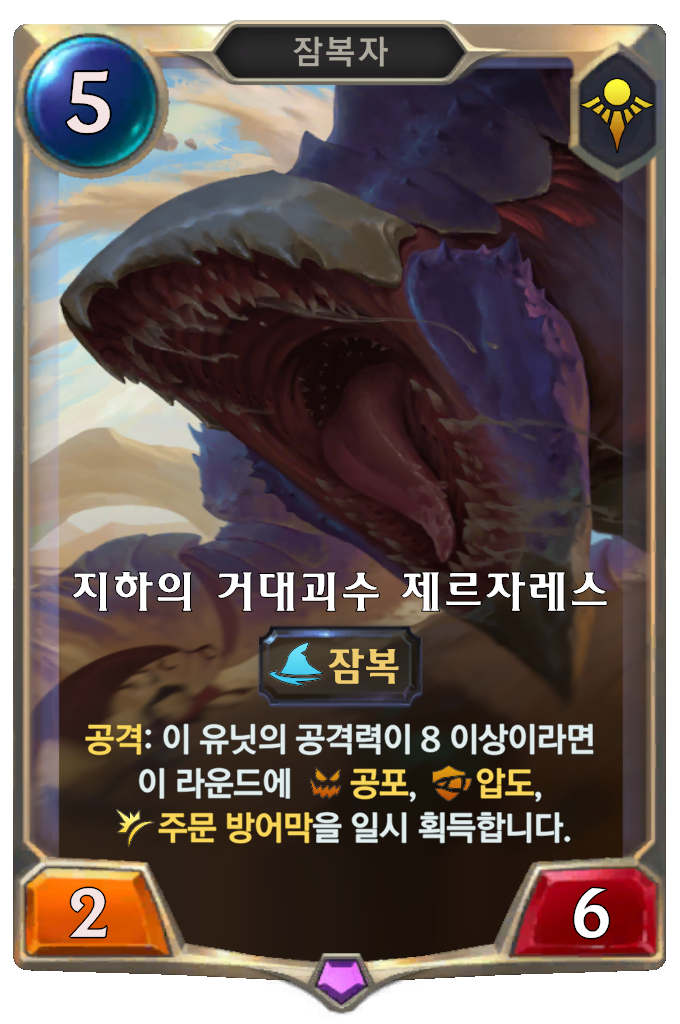 잠복자
5
지하의 거대괴수 제르자레스
잠복
공격: 이 유닛의 공격력이 8 이상이라면
이 라운드에 공포, 압도,
주문 방어막을 일시 획득합니다.
2
6